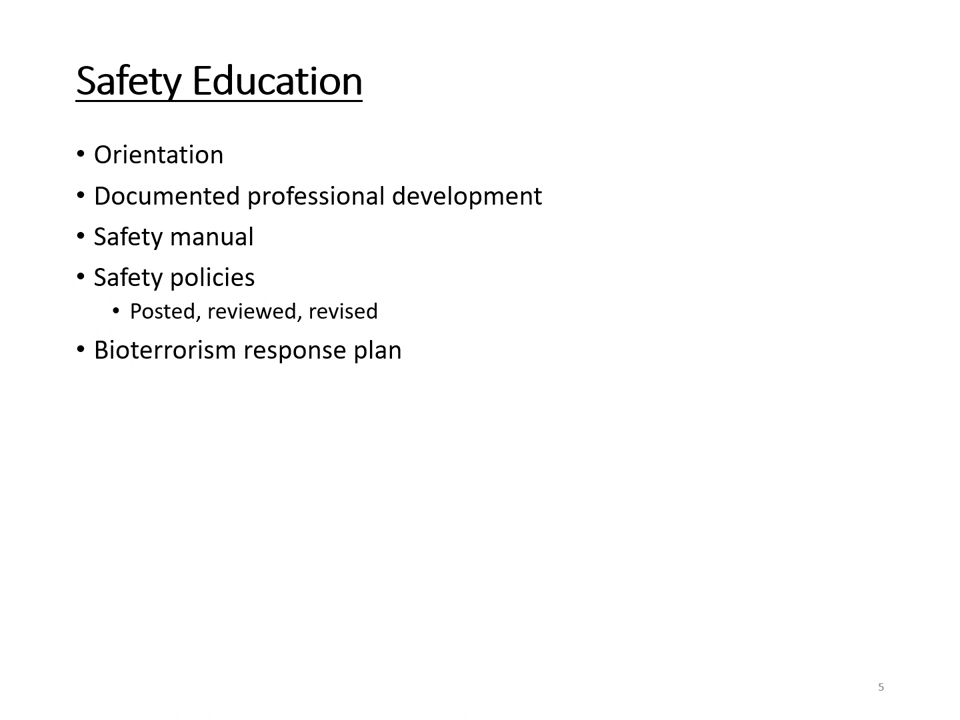 Safety Education
• Orientation
• Documented professional development
• Safety manual
• Safety policies
• Posted, reviewed, revised
• Bioterrorism response plan
5